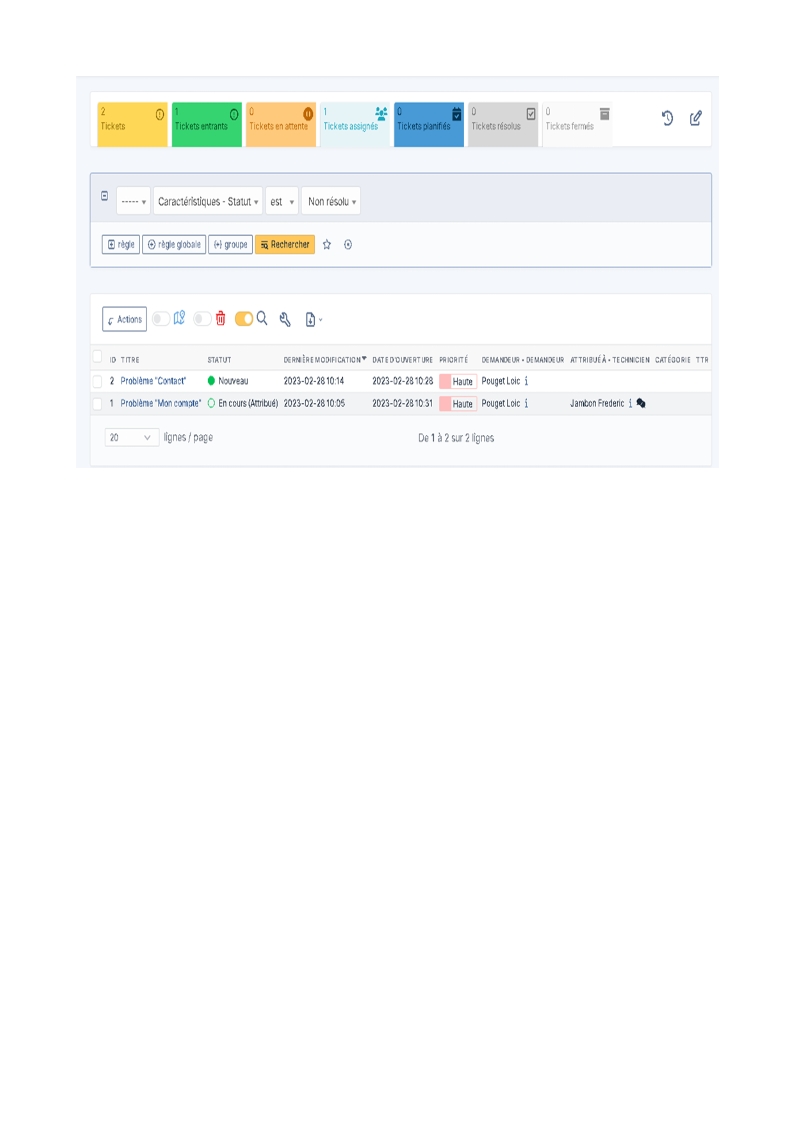 2 1 0 1 0 0 0
Tickets Tickets entrants Tickets en attente Tickets assignés Tickets planifiés Tickets résolus Tickets fermés
----- Caractéristiques - Statut est Non résolu
règle règle globale groupe Rechercher
Actions
ID TITRE STATUT DERNIÈRE MODIFICATION DATE D'OUVERTURE PRIORITÉ DEMANDEUR - DEMANDEUR ATTRIBUÉ À - TECHNICIEN CATÉGORIE TTR
2 Problème "Contact" Nouveau 2023-02-28 10:14 2023-02-28 10:28 Haute Pouget Loic i
1 Problème "Mon compte" En cours (Attribué) 2023-02-28 10:05 2023-02-28 10:31 Haute Pouget Loic i Jambon Frederic i
20 lignes / page De 1 à 2 sur 2 lignes